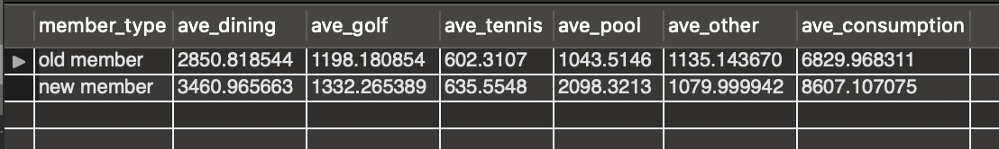 member_type ave_dining ave_golf ave_tennis ave_pool ave_other ave_consumption
old member 2850.818544 1198.180854 602.3107 1043.5146 1135.143670 6829.968311
new member 3460.965663 1332.265389 635.5548 2098.3213 1079.999942 8607.107075